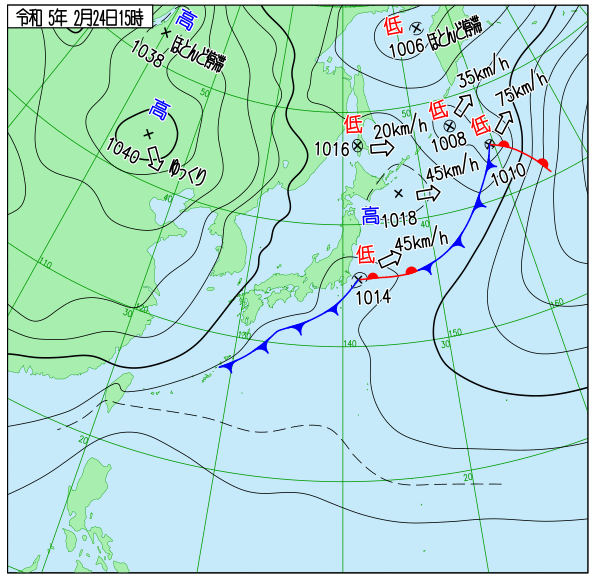 令和 5年 2月24日15時
高
1038
ほとんど停滞
低
1006
ほとんど停滞
50
50
高
1040
ゆっくり
低
1016
20km/h
低
1008
35km/h
低
1010
75km/h
高
1018
45km/h
40
40
低
1014
45km/h
110
30
120
130
140
30
150
160
20
20